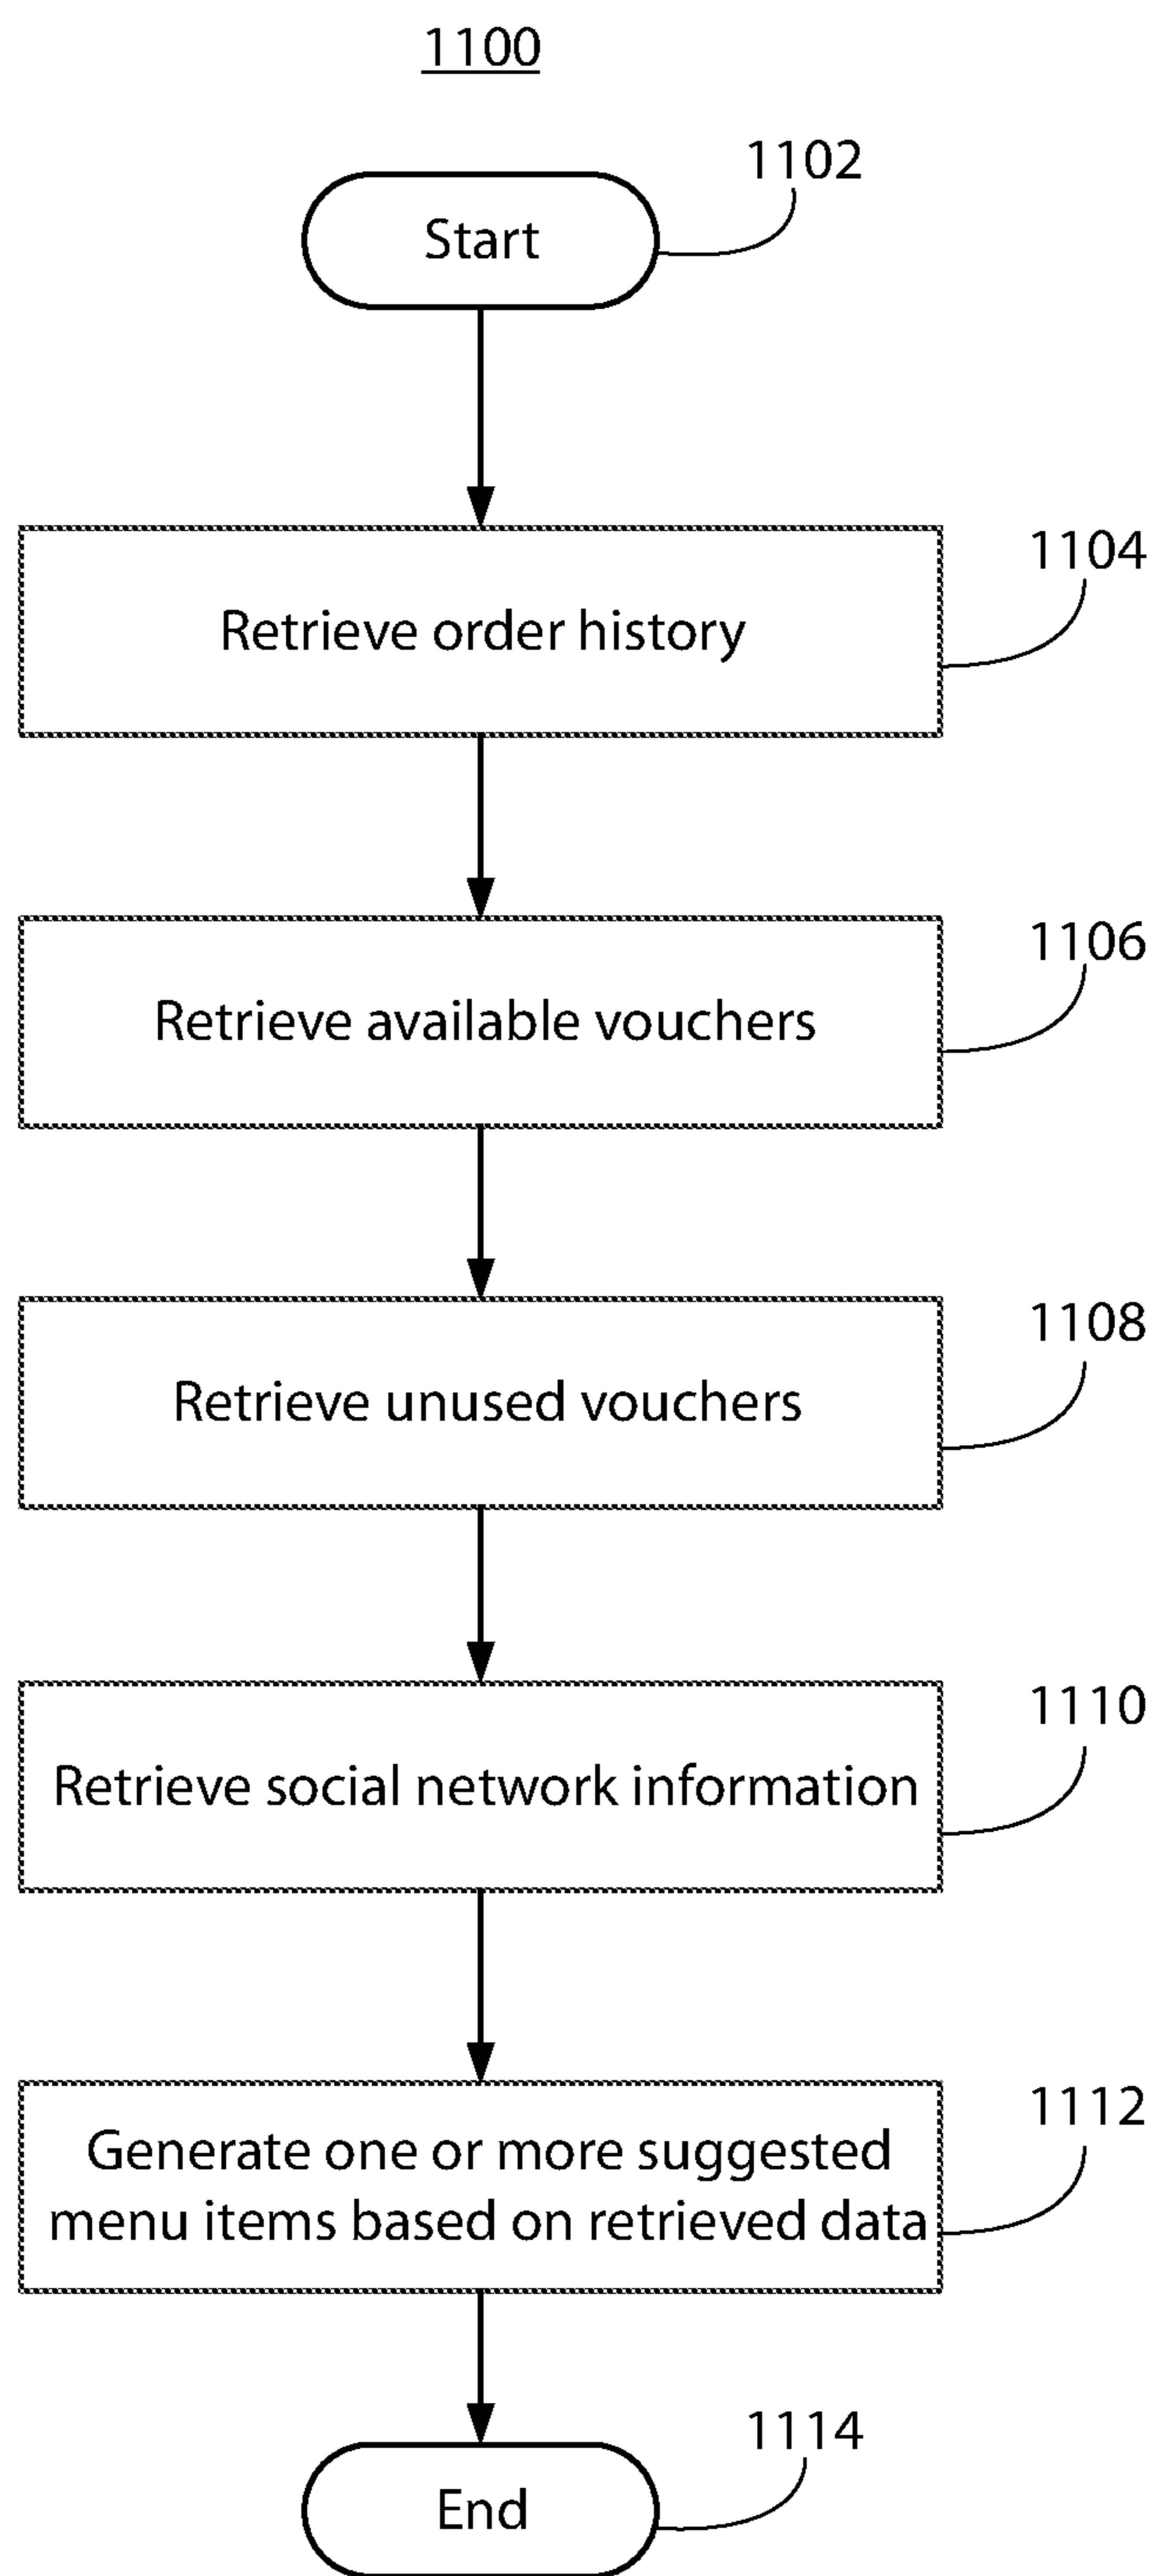 1100
1102
Start
1104
Retrieve order history
1106
Retrieve available vouchers
1108
Retrieve unused vouchers
1110
Retrieve social network information
1112
Generate one or more suggested
menu items based on retrieved data
1114
End